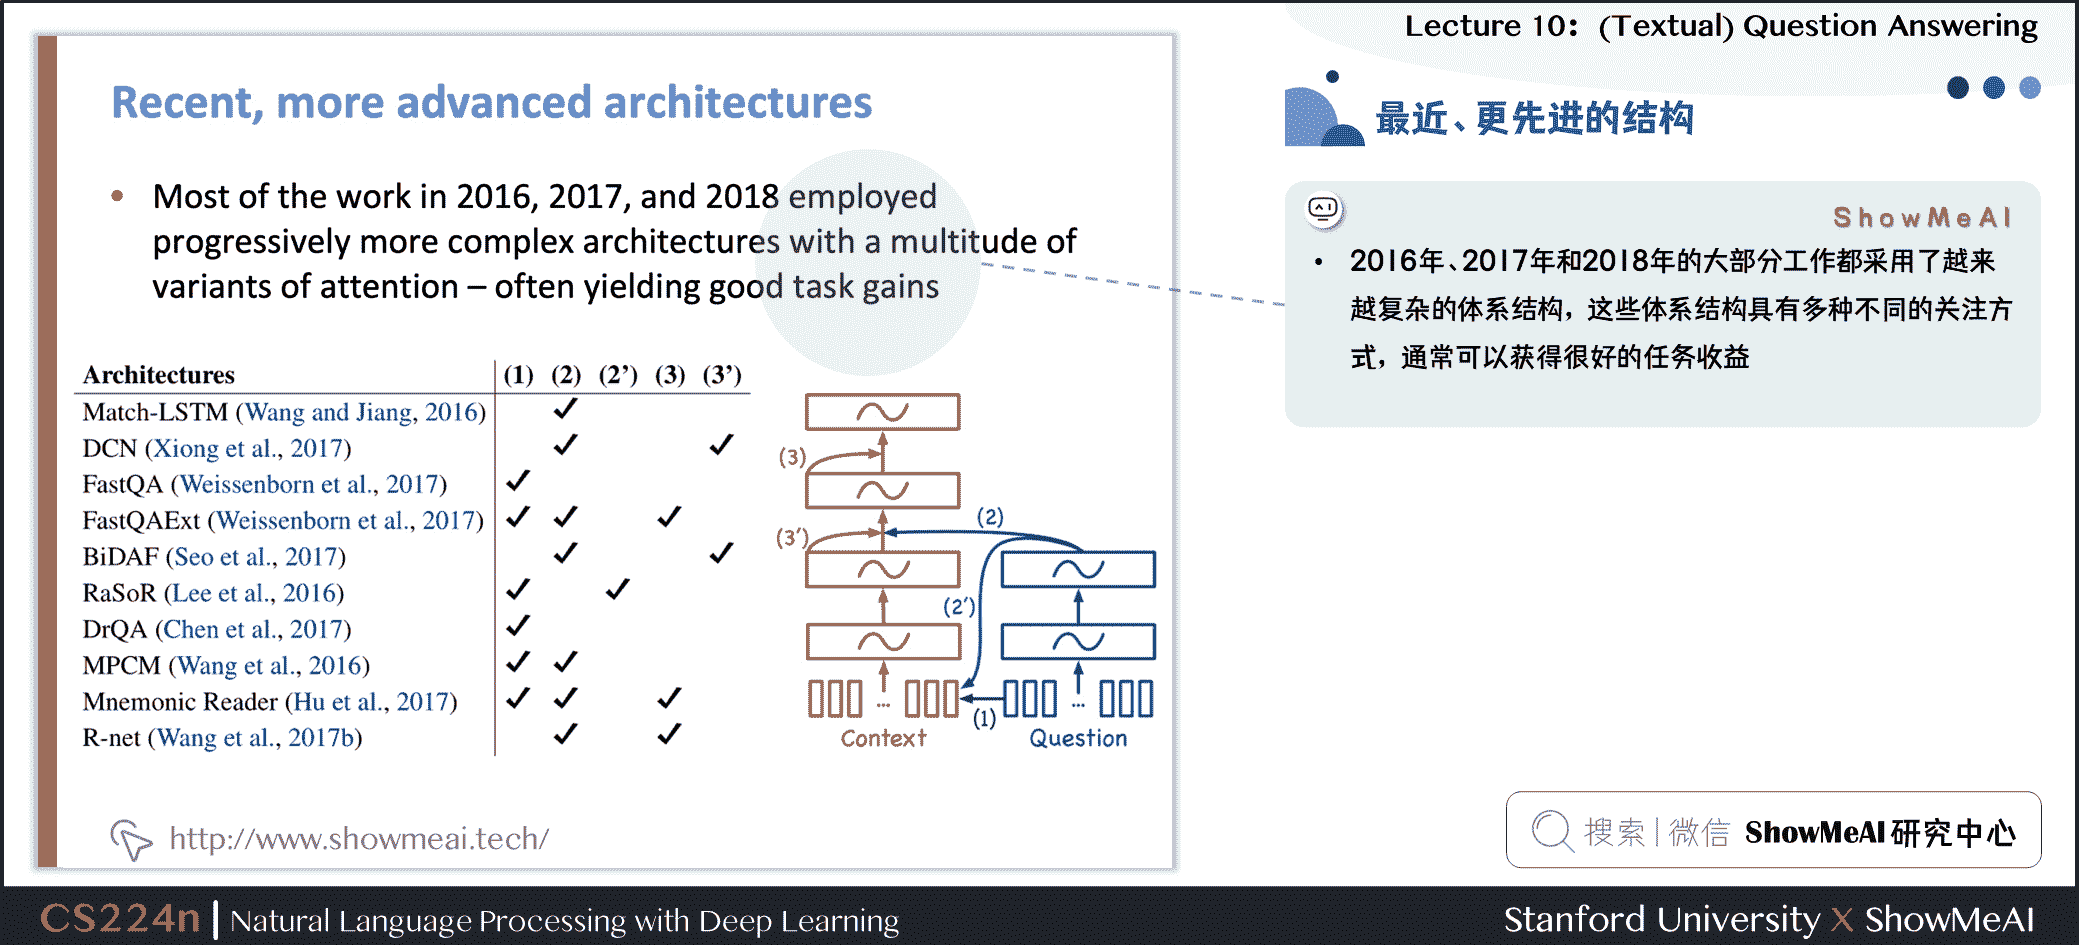 Lecture 10: (Textual) Question Answering
Recent, more advanced architectures
• Most of the work in 2016, 2017, and 2018 employed
progressively more complex architectures with a multitude of
variants of attention – often yielding good task gains
Architectures (1) (2) (2') (3) (3')
Match-LSTM (Wang and Jiang, 2016) ✓
DCN (Xiong et al., 2017) ✓ ✓
FastQA (Weissenborn et al., 2017) ✓
FastQAExt (Weissenborn et al., 2017) ✓ ✓ ✓
BiDAF (Seo et al., 2017) ✓ ✓
RaSoR (Lee et al., 2016) ✓ ✓
DrQA (Chen et al., 2017) ✓
MPCM (Wang et al., 2016) ✓ ✓
Mnemonic Reader (Hu et al., 2017) ✓ ✓ ✓
R-net (Wang et al., 2017b) ✓ ✓
(3)
(3')
(2)
(2')
(1)
... ...
Context Question
http://www.showmeai.tech/
最近、更先进的结构
AI
ShowMeAI
• 2016年、2017年和2018年的大部分工作都采用了越来
越复杂的体系结构，这些体系结构具有多种不同的关注方
式，通常可以获得很好的任务收益
搜索 | 微信 ShowMeAI 研究中心
CS224n | Natural Language Processing with Deep Learning
Stanford University X ShowMeAI